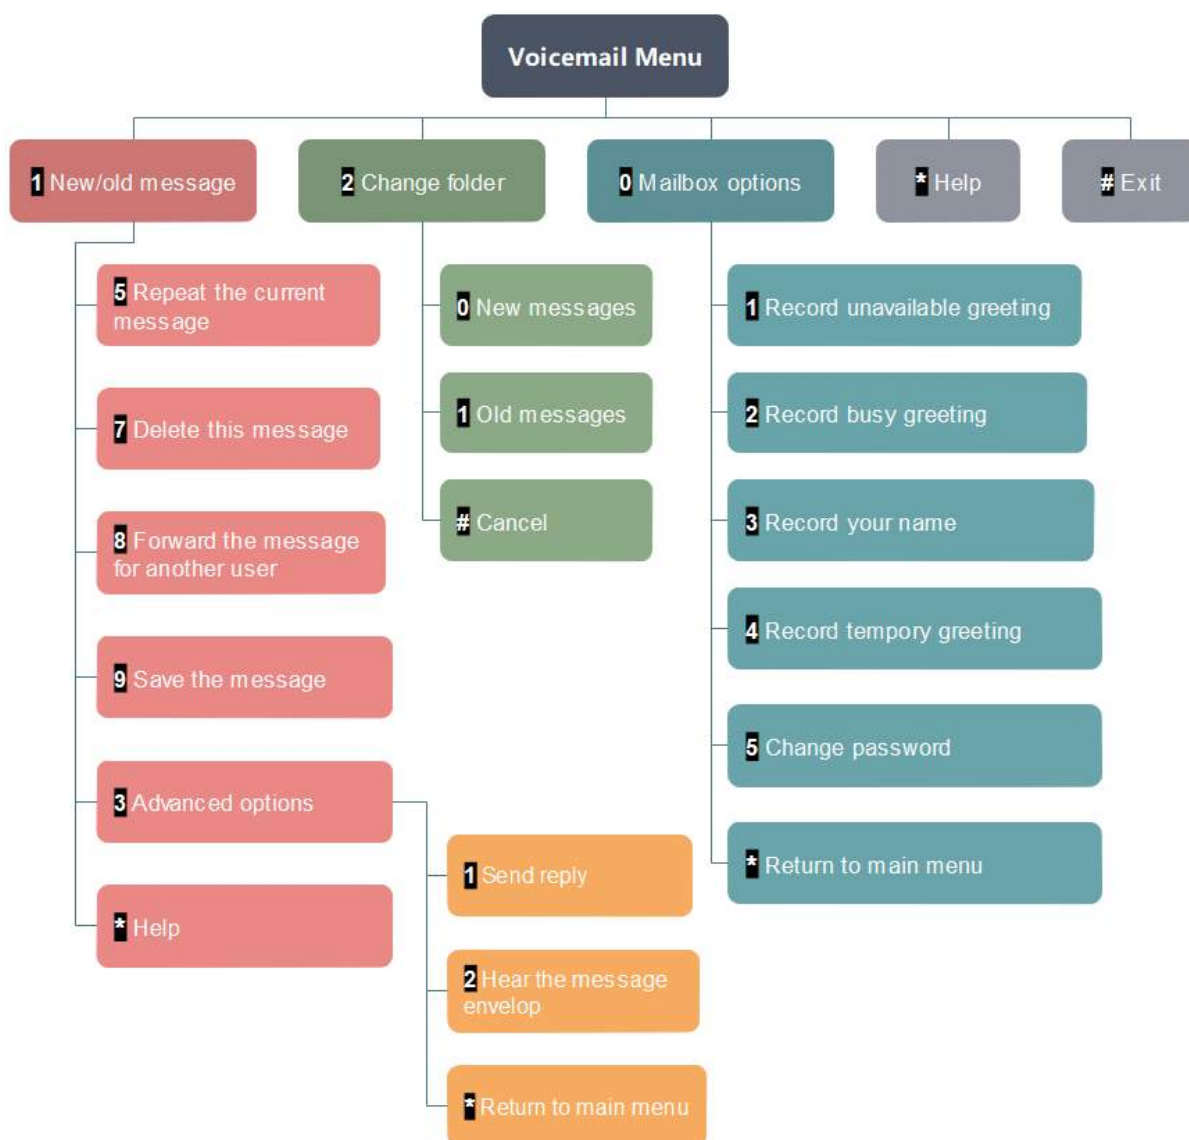 Voicemail Menu
1 New/old message
2 Change folder
0 Mailbox options
* Help
# Exit
5 Repeat the current
message
7 Delete this message
8 Forward the message
for another user
9 Save the message
3 Advanced options
* Help
1 Send reply
2 Hear the message
envelop
* Return to main menu
0 New messages
1 Old messages
# Cancel
1 Record unavailable greeting
2 Record busy greeting
3 Record your name
4 Record tempory greeting
5 Change password
* Return to main menu